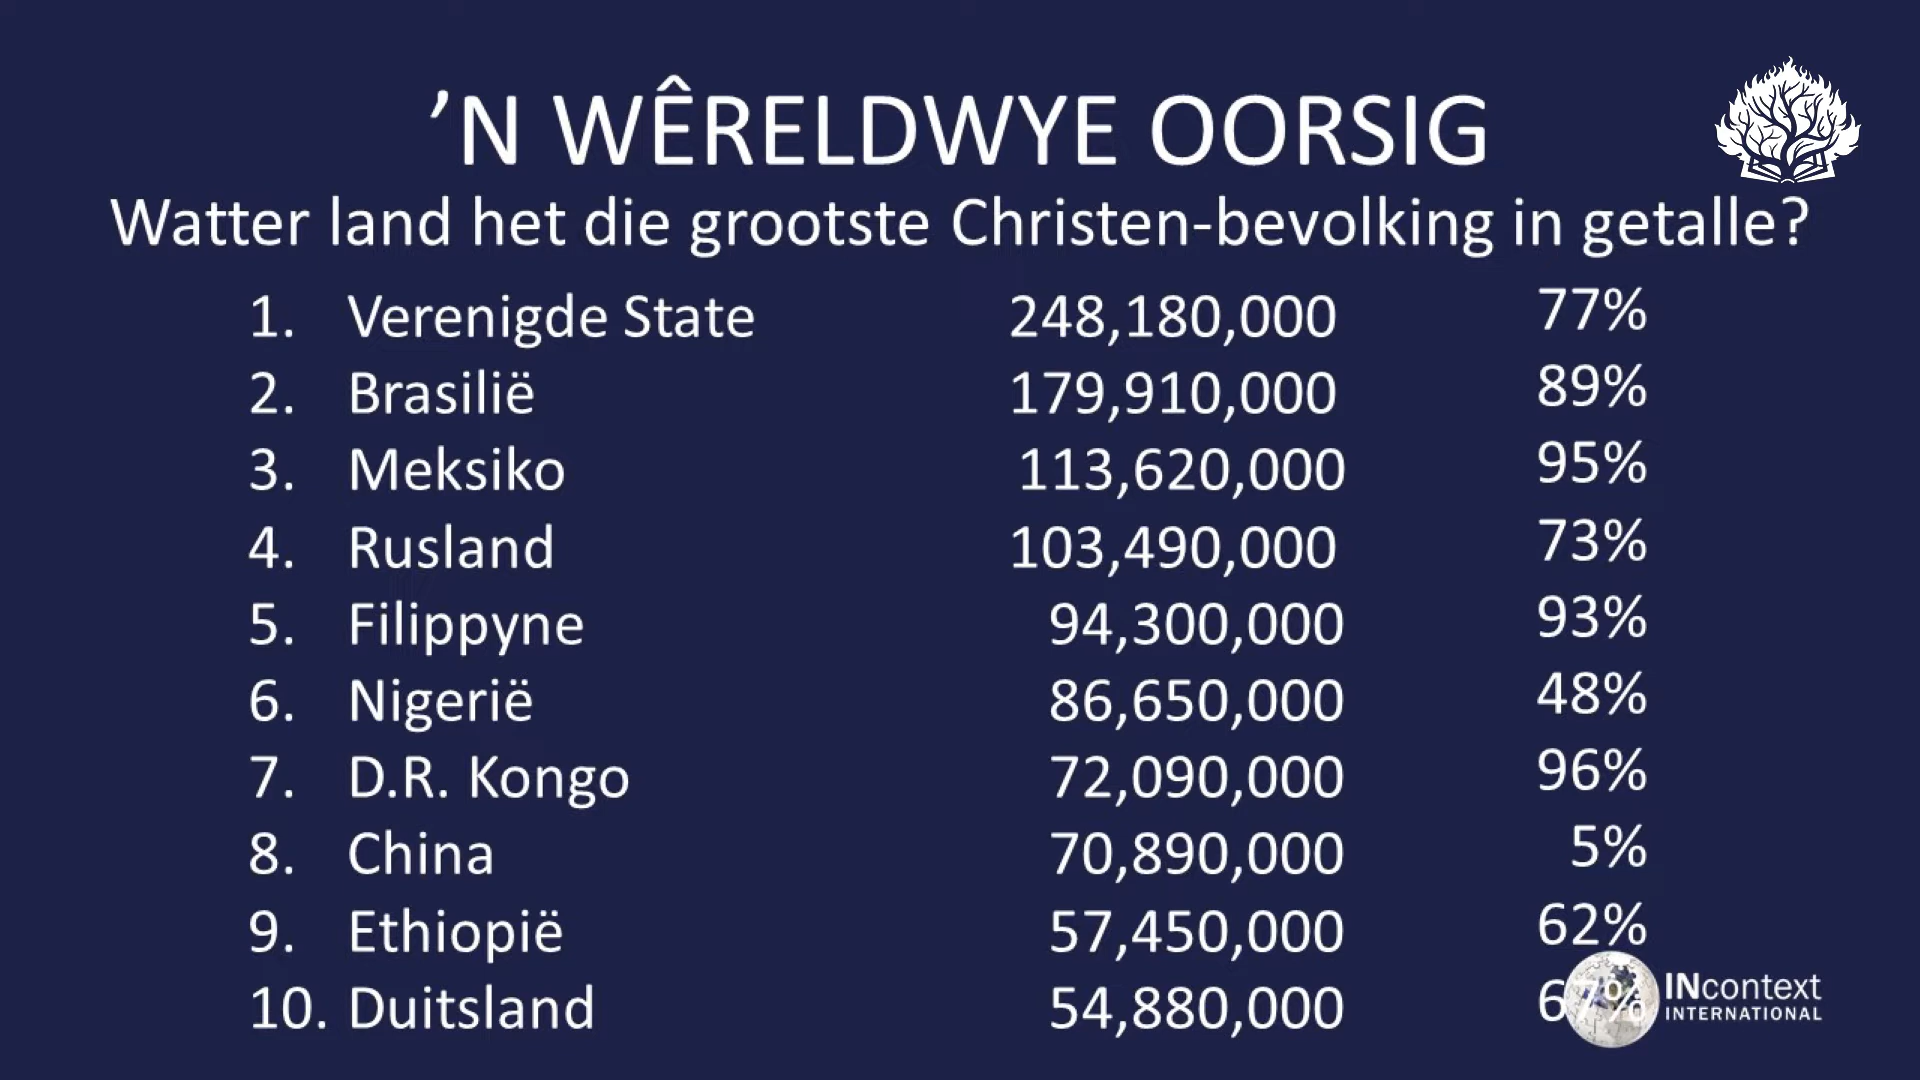 ’N WÊRELDWYE OORSIG
Watter land het die grootste Christen-bevolking in getalle?
1. Verenigde State 248,180,000 77%
2. Brasilië 179,910,000 89%
3. Meksiko 113,620,000 95%
4. Rusland 103,490,000 73%
5. Filippyne 94,300,000 93%
6. Nigerië 86,650,000 48%
7. D.R. Kongo 72,090,000 96%
8. China 70,890,000 5%
9. Ethiopië 57,450,000 62%
10. Duitsland 54,880,000 67%
INcontext
INTERNATIONAL